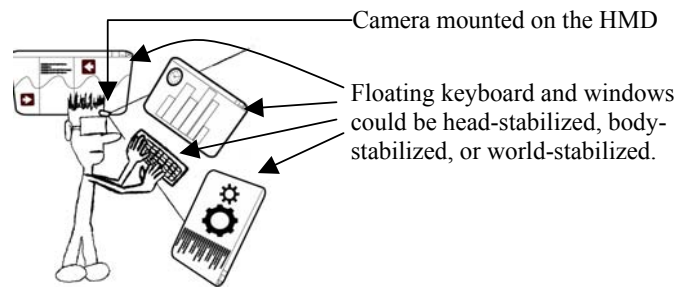 Camera mounted on the HMD
Floating keyboard and windows
could be head-stabilized, body-
stabilized, or world-stabilized.